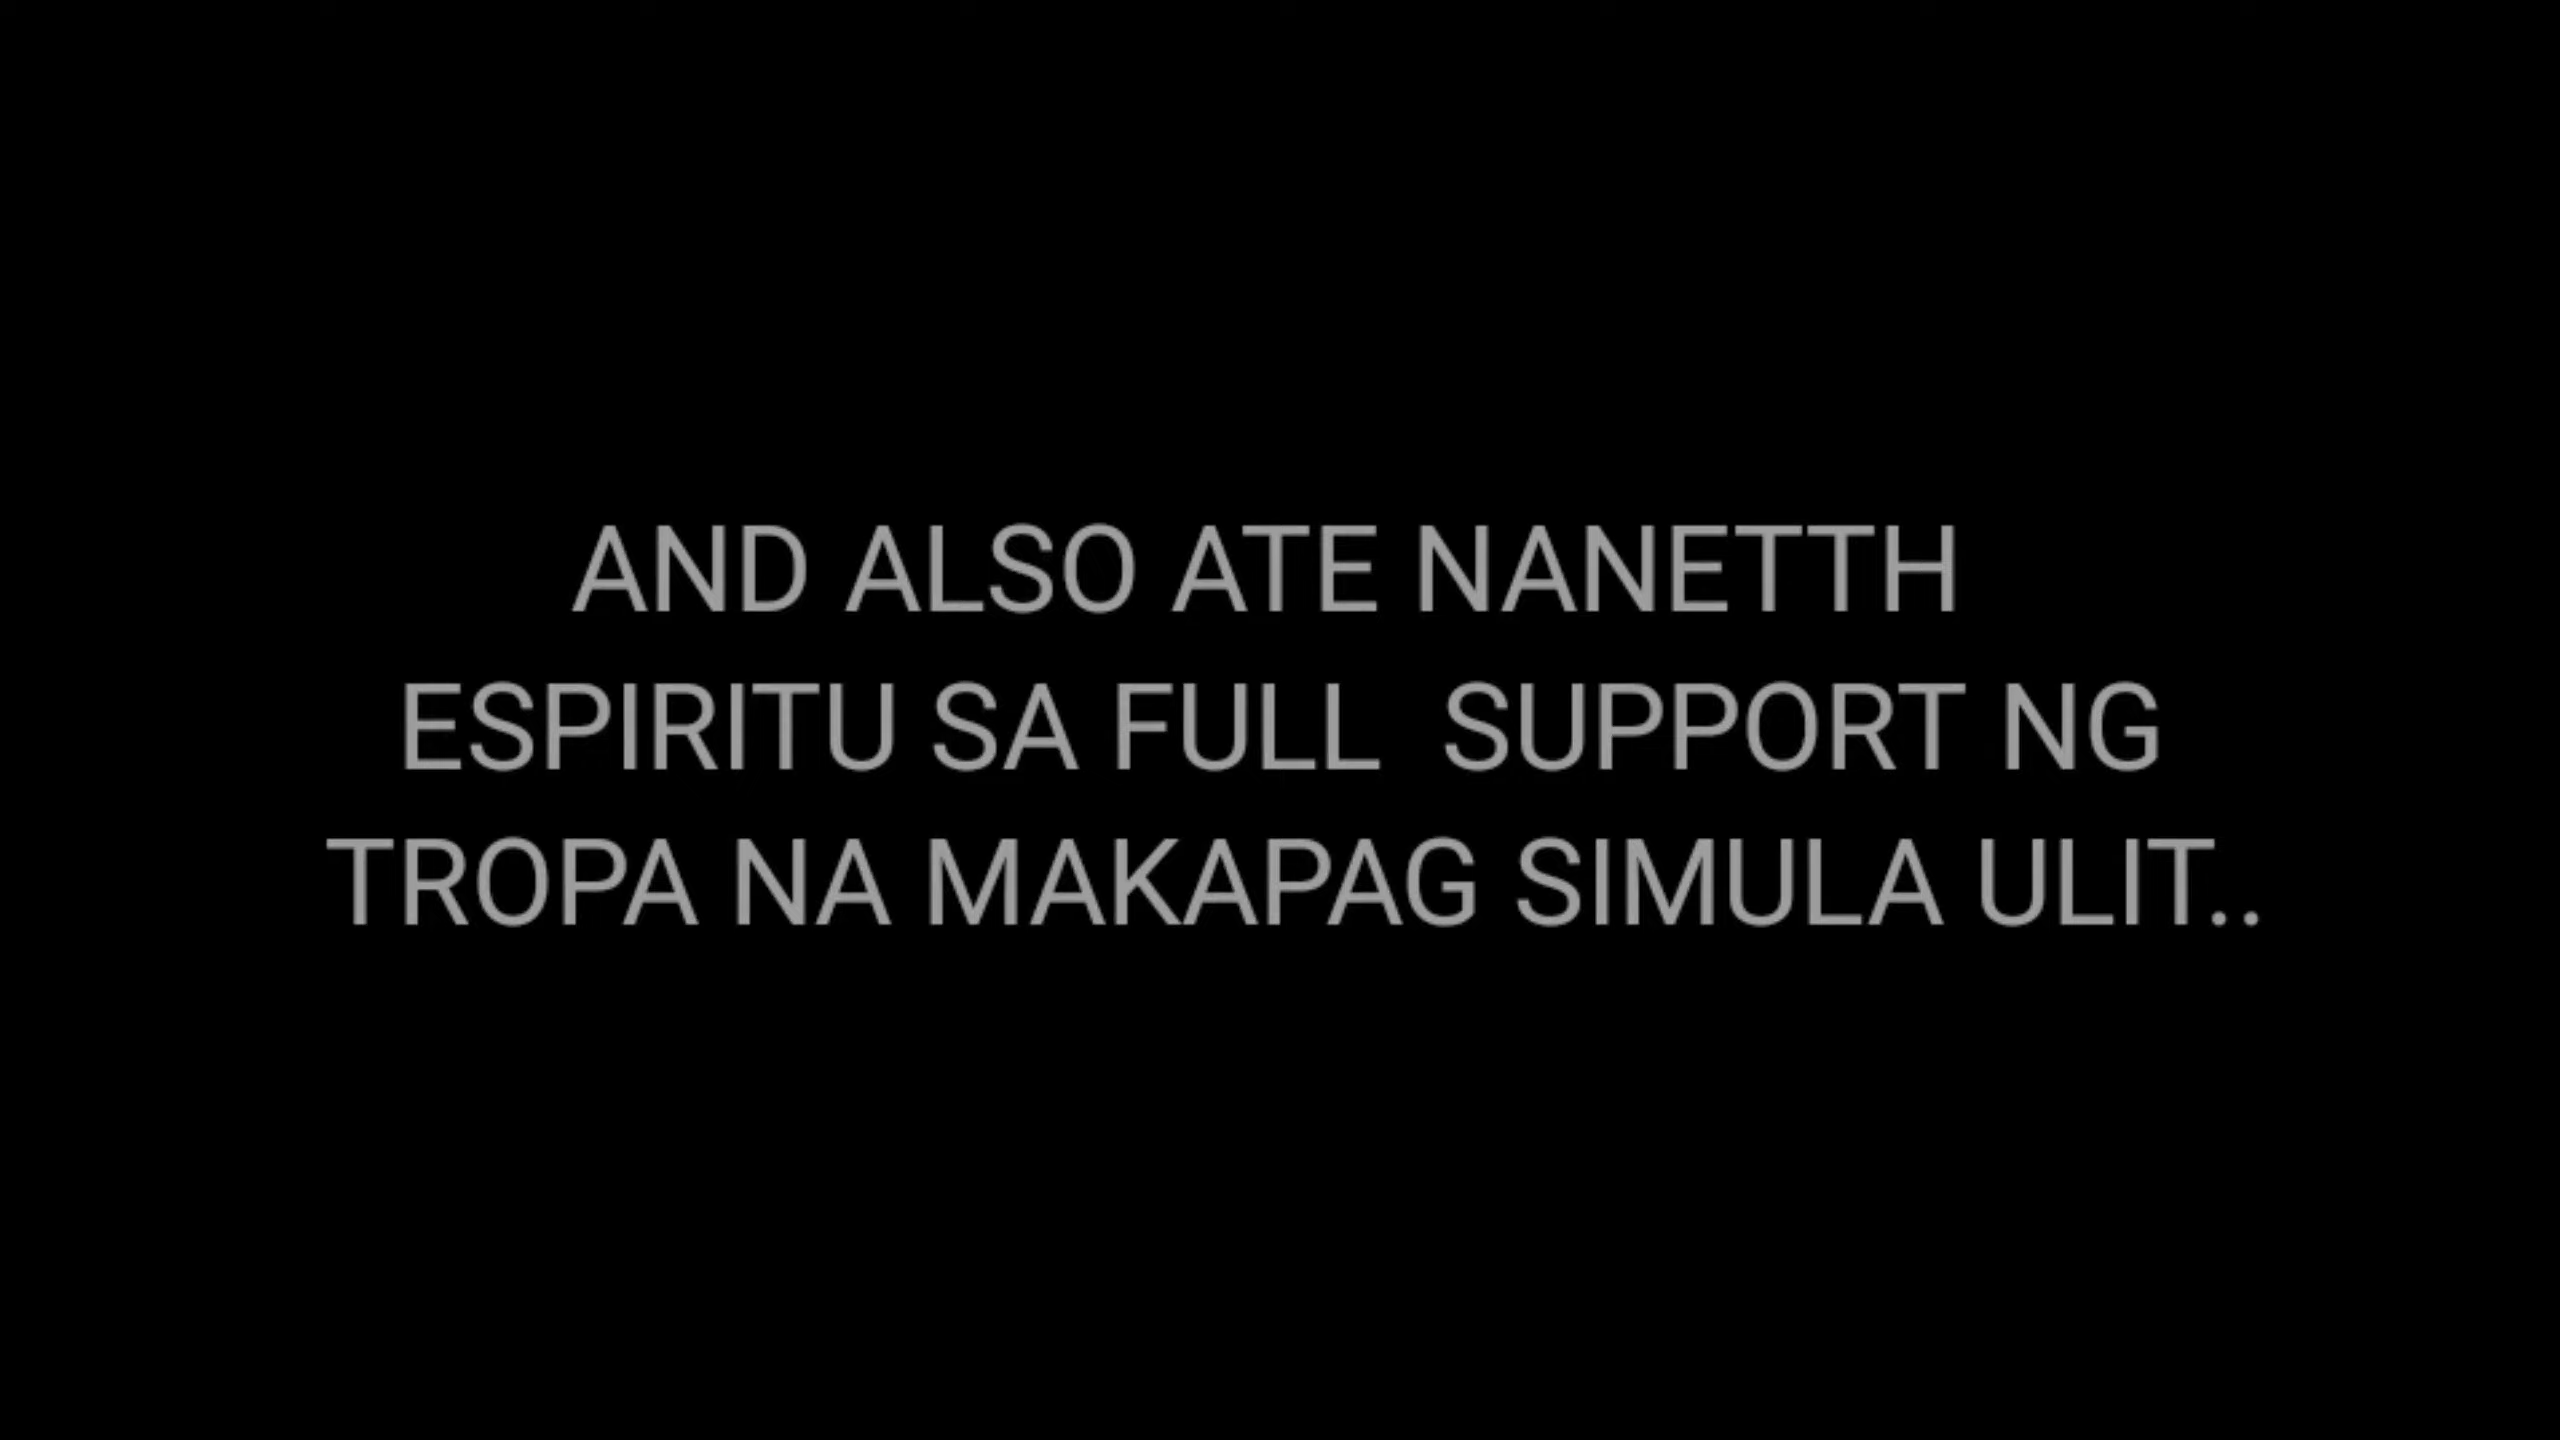 AND ALSO ATE NANETTH
ESPIRITU SA FULL  SUPPORT NG
TROPA NA MAKAPAG SIMULA ULIT..